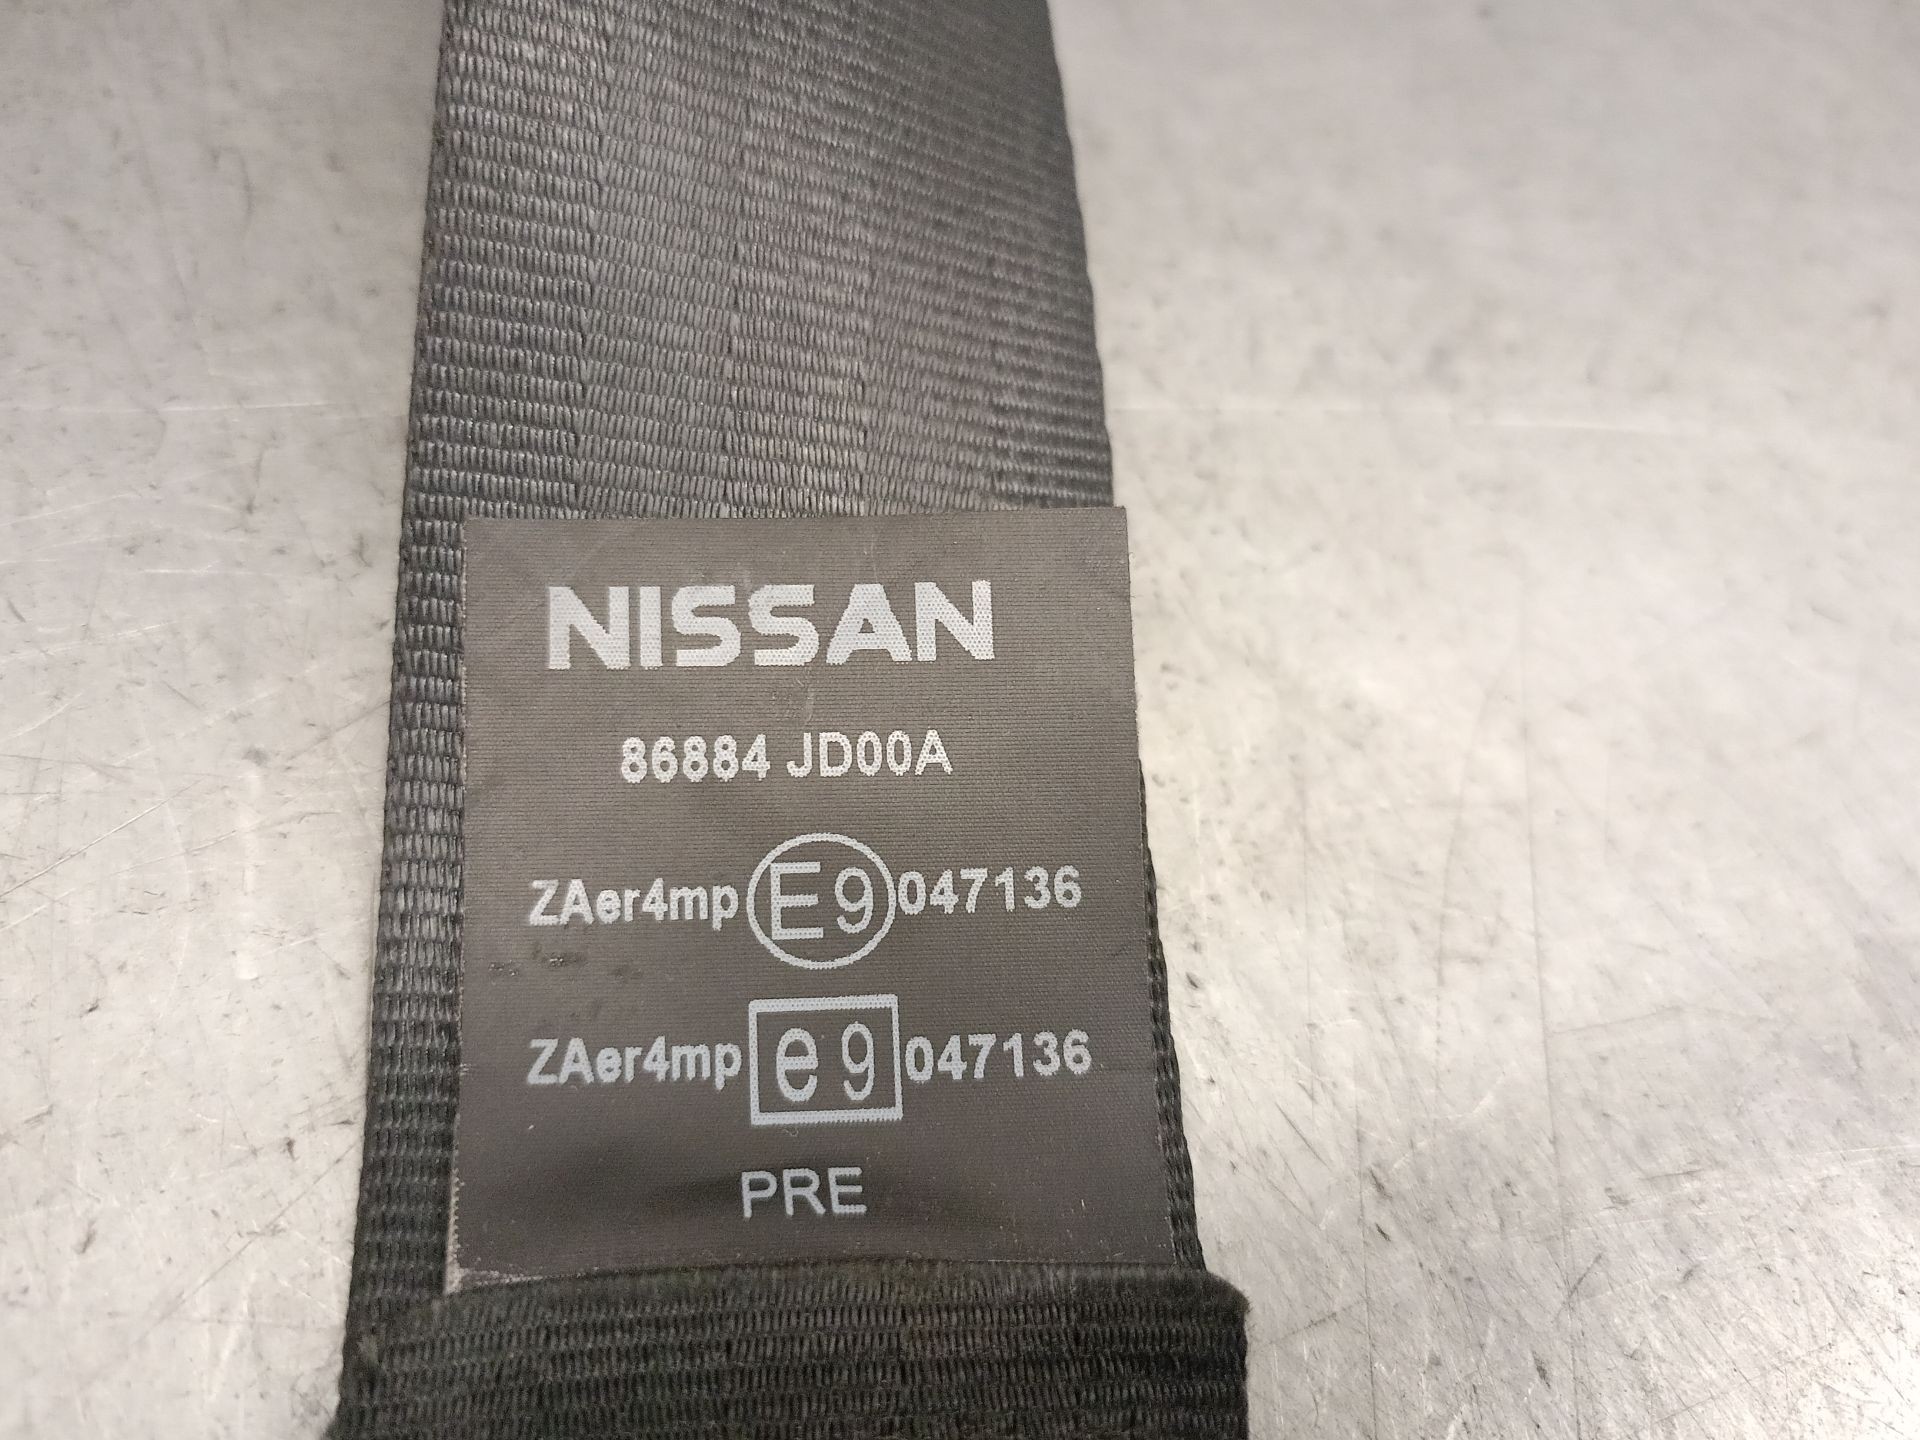 NISSAN
86884 JD00A
ZAer4mp E9 047136
ZAer4mp e9 047136
PRE